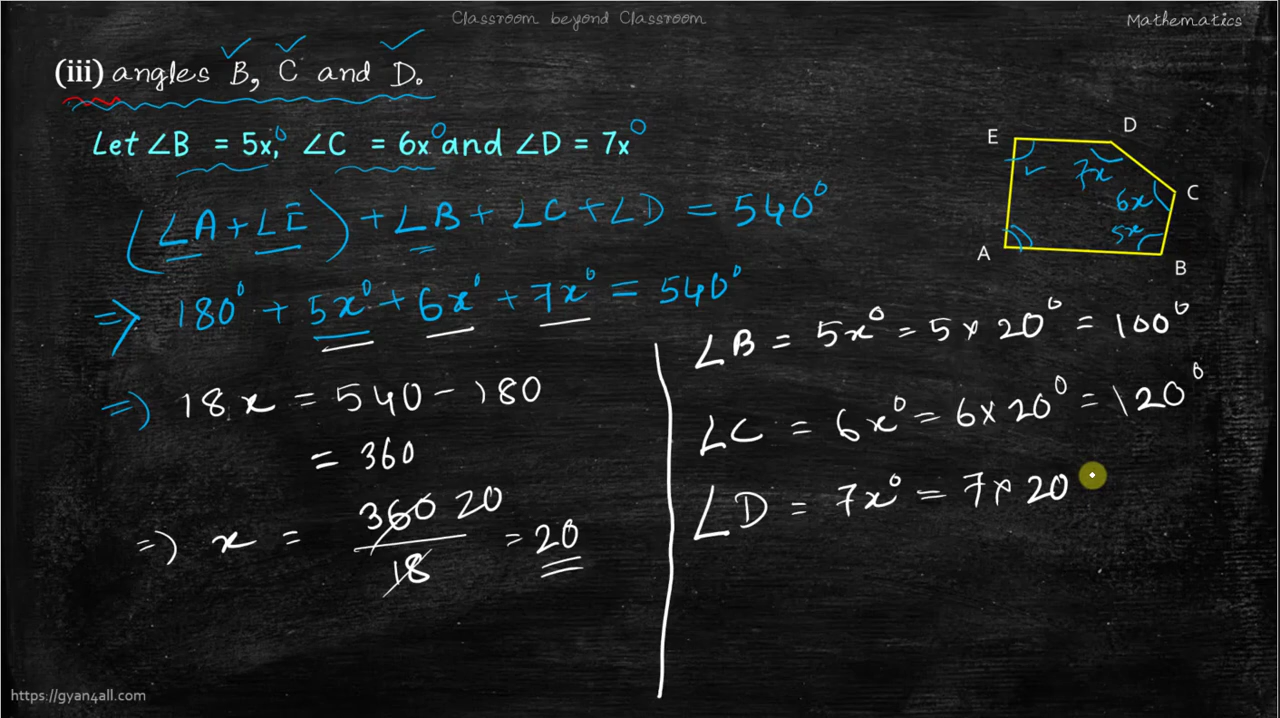 Classroom beyond Classroom
Mathematics
(iii) angles B, C and D.
Let ∠B = 5x°, ∠C = 6x° and ∠D = 7x°
(∠A + ∠E) + ∠B + ∠C + ∠D = 540°
⇒ 180° + 5x° + 6x° + 7x° = 540°
⇒ 18x = 540 - 180
= 360
⇒ x = 360 20 / 18 = 20
E
D
7x
C
6x
5x
A
B
∠B = 5x° = 5 × 20° = 100°
∠C = 6x° = 6 × 20° = 120°
∠D = 7x° = 7 × 20
https://gyan4all.com